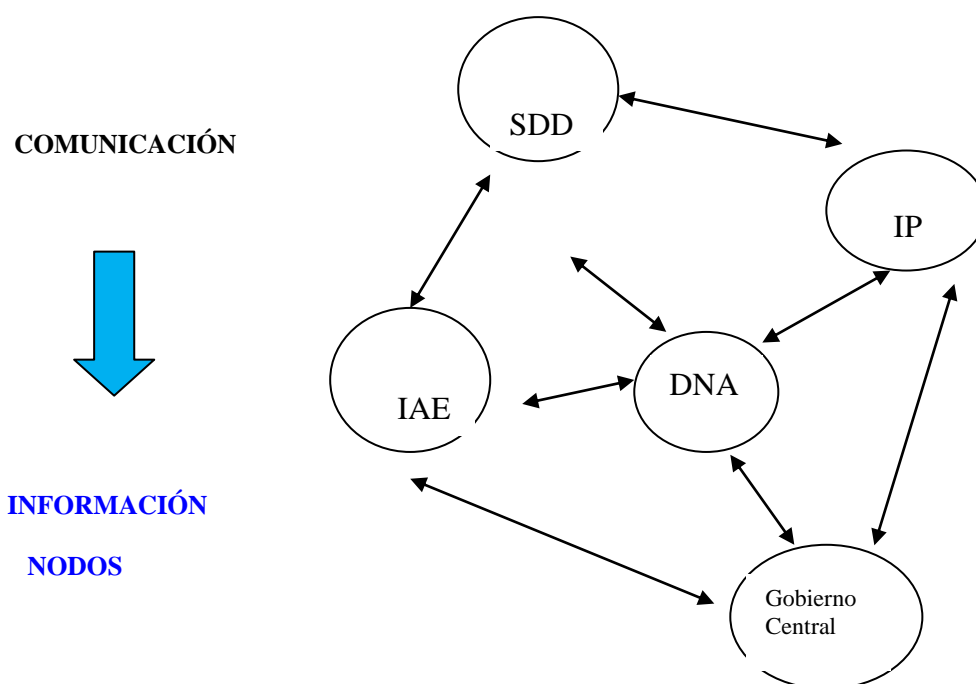 SDD
COMUNICACIÓN
IP
DNA
IAE
INFORMACIÓN
NODOS
Gobierno
Central